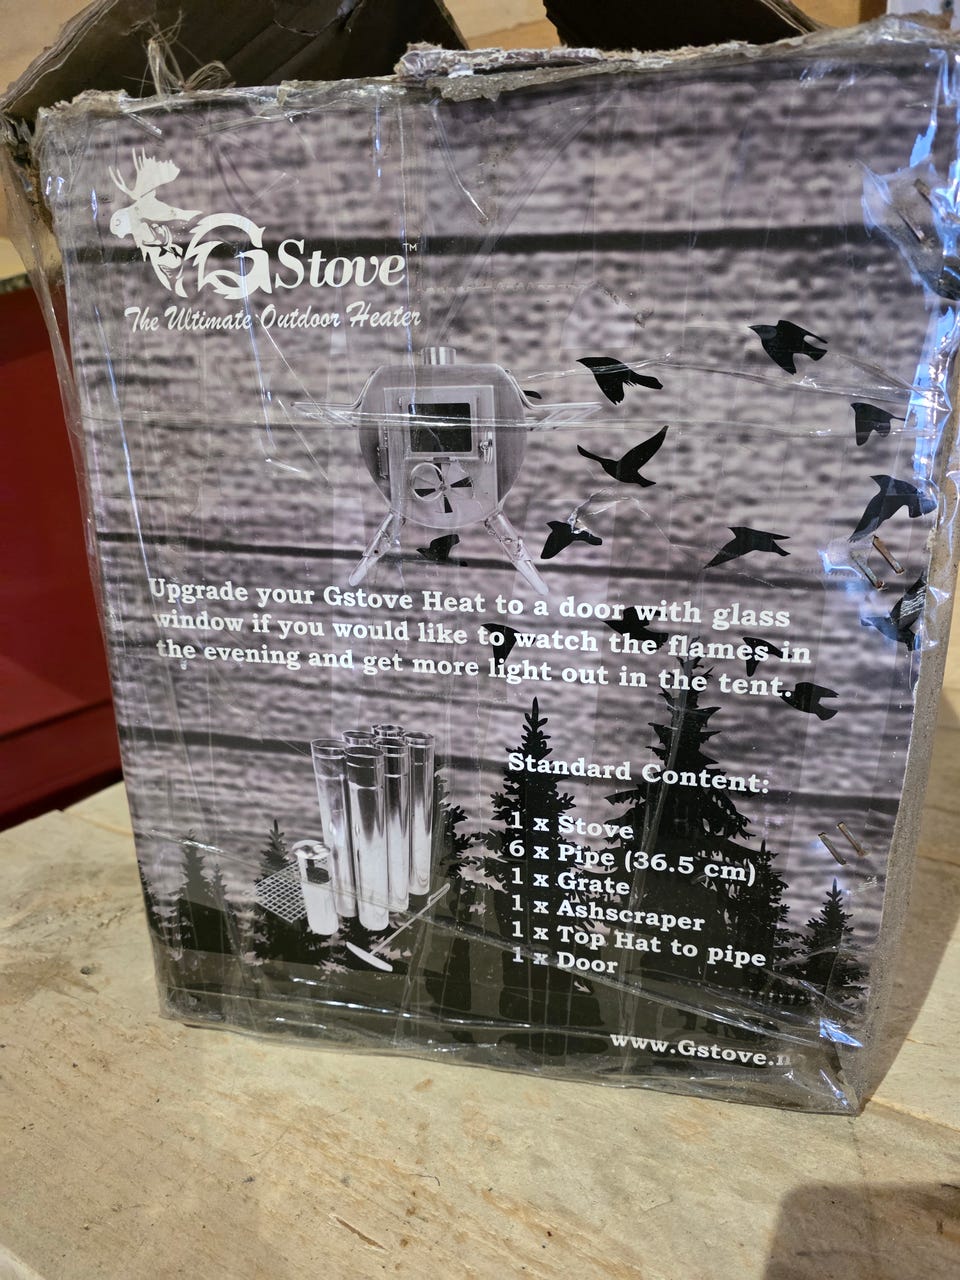 GStove™
The Ultimate Outdoor Heater
Upgrade your Gstove Heat to a door with glass
window if you would like to watch the flames in
the evening and get more light out in the tent.
Standard Content:
1 x Stove
6 x Pipe (36.5 cm)
1 x Grate
1 x Ashscraper
1 x Top Hat to pipe
1 x Door
www.Gstove.n